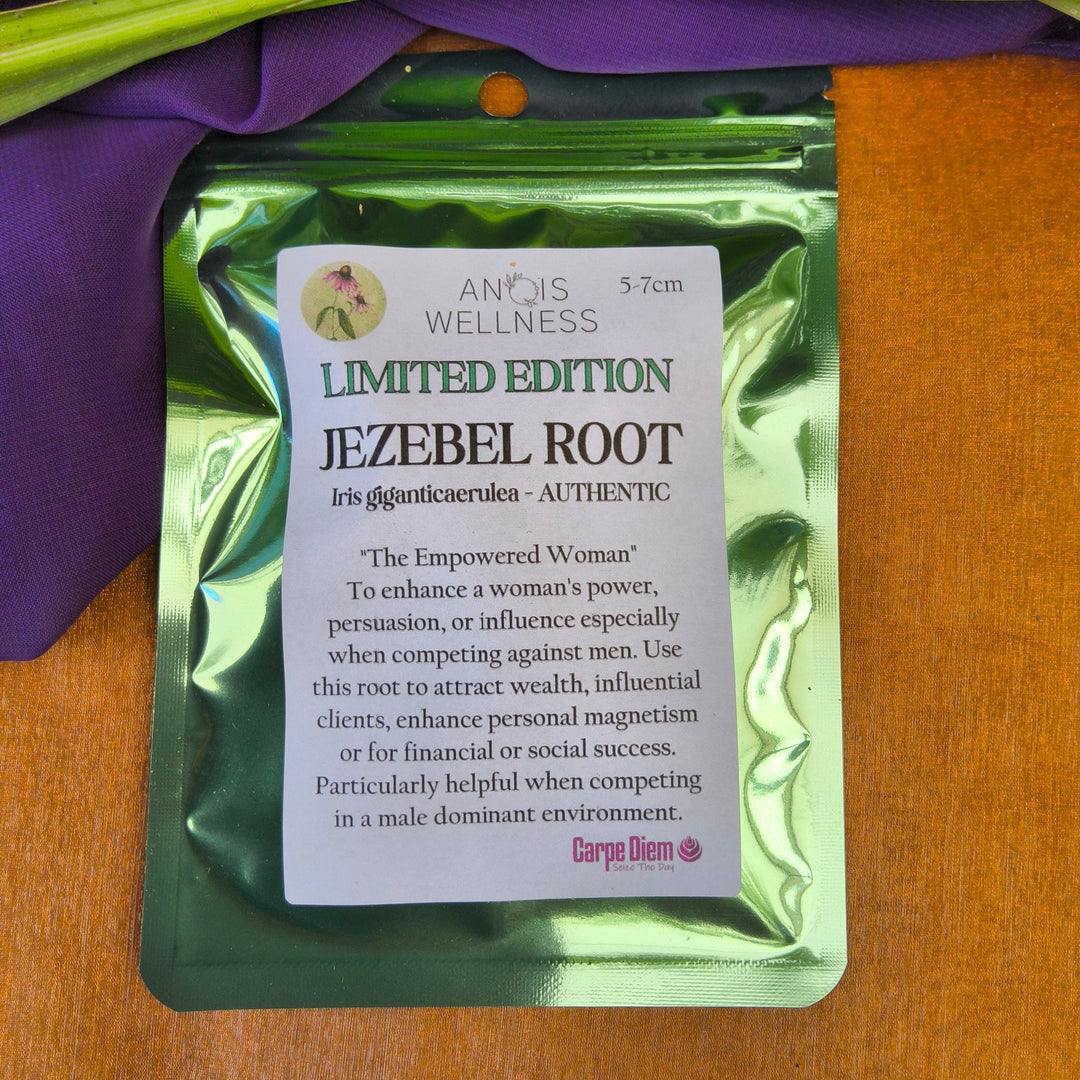 ANOIS
WELLNESS
5-7cm
LIMITED EDITION
JEZEBEL ROOT
Iris giganticaerulea - AUTHENTIC
"The Empowered Woman"
To enhance a woman's power,
persuasion, or influence especially
when competing against men. Use
this root to attract wealth, influential
clients, enhance personal magnetism
or for financial or social success.
Particularly helpful when competing
in a male dominant environment.
Carpe Diem
Seize The Day